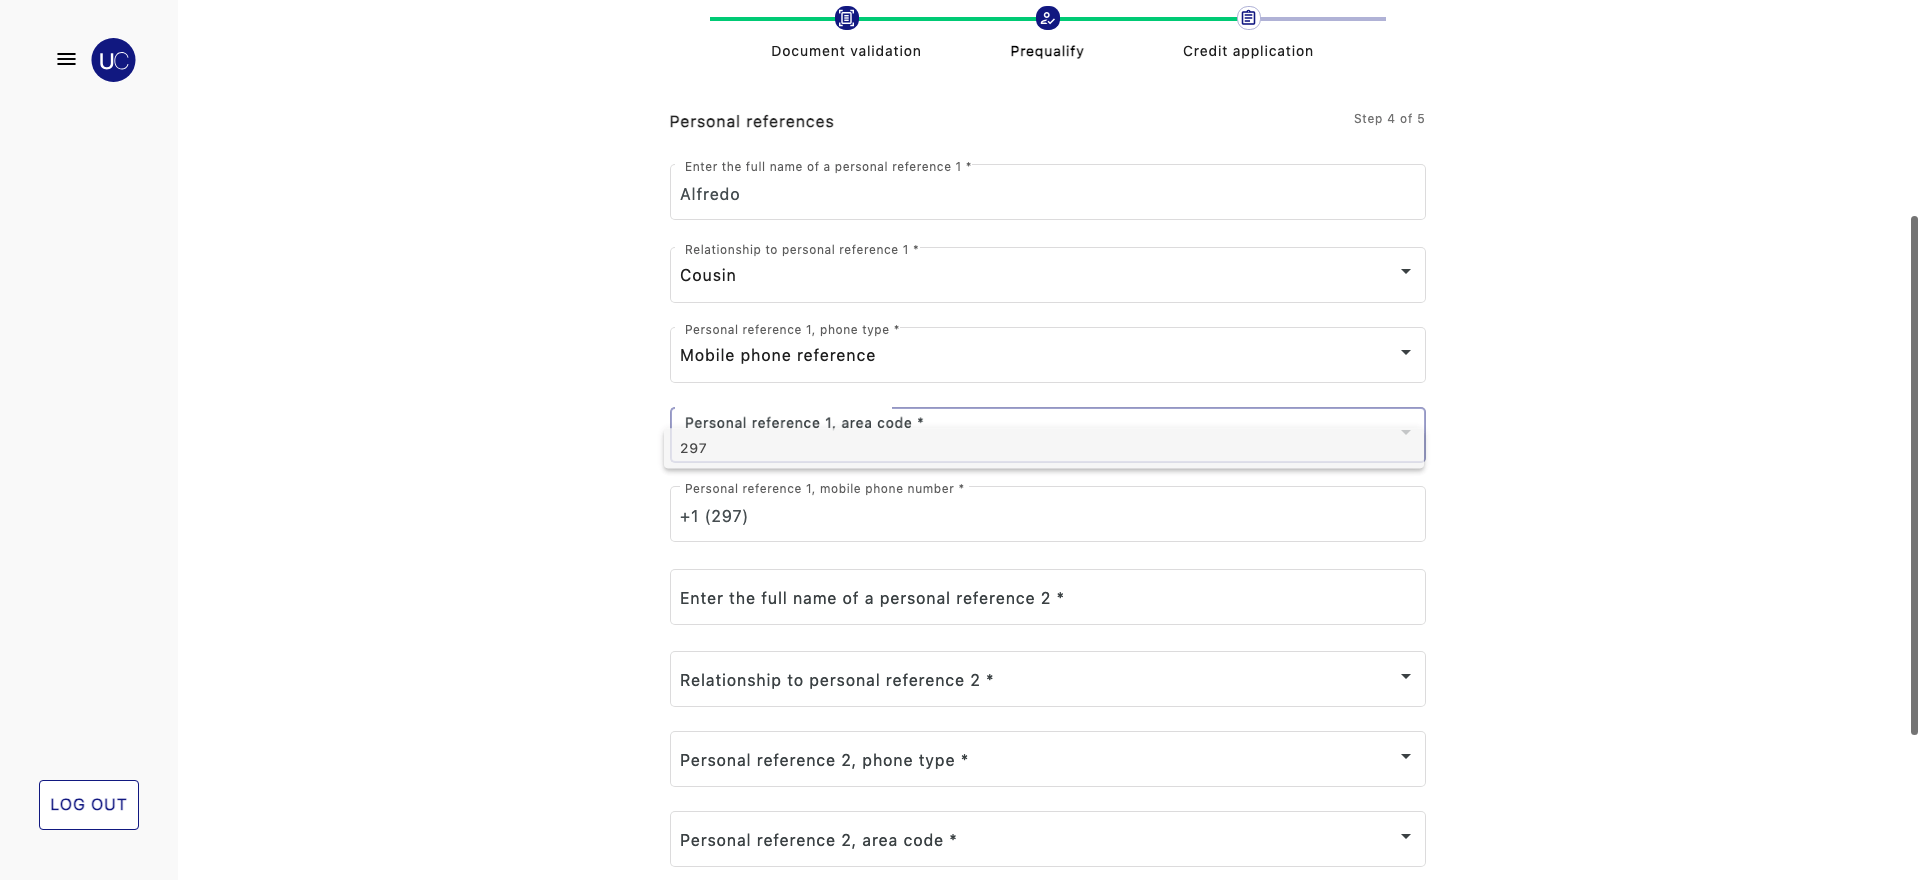 UC
Document validation
Prequalify
Credit application
Personal references
Step 4 of 5
Enter the full name of a personal reference 1 *
Alfredo
Relationship to personal reference 1 *
Cousin
Personal reference 1, phone type *
Mobile phone reference
Personal reference 1, area code *
297
Personal reference 1, mobile phone number *
+1 (297)
Enter the full name of a personal reference 2 *
Relationship to personal reference 2 *
Personal reference 2, phone type *
Personal reference 2, area code *
LOG OUT